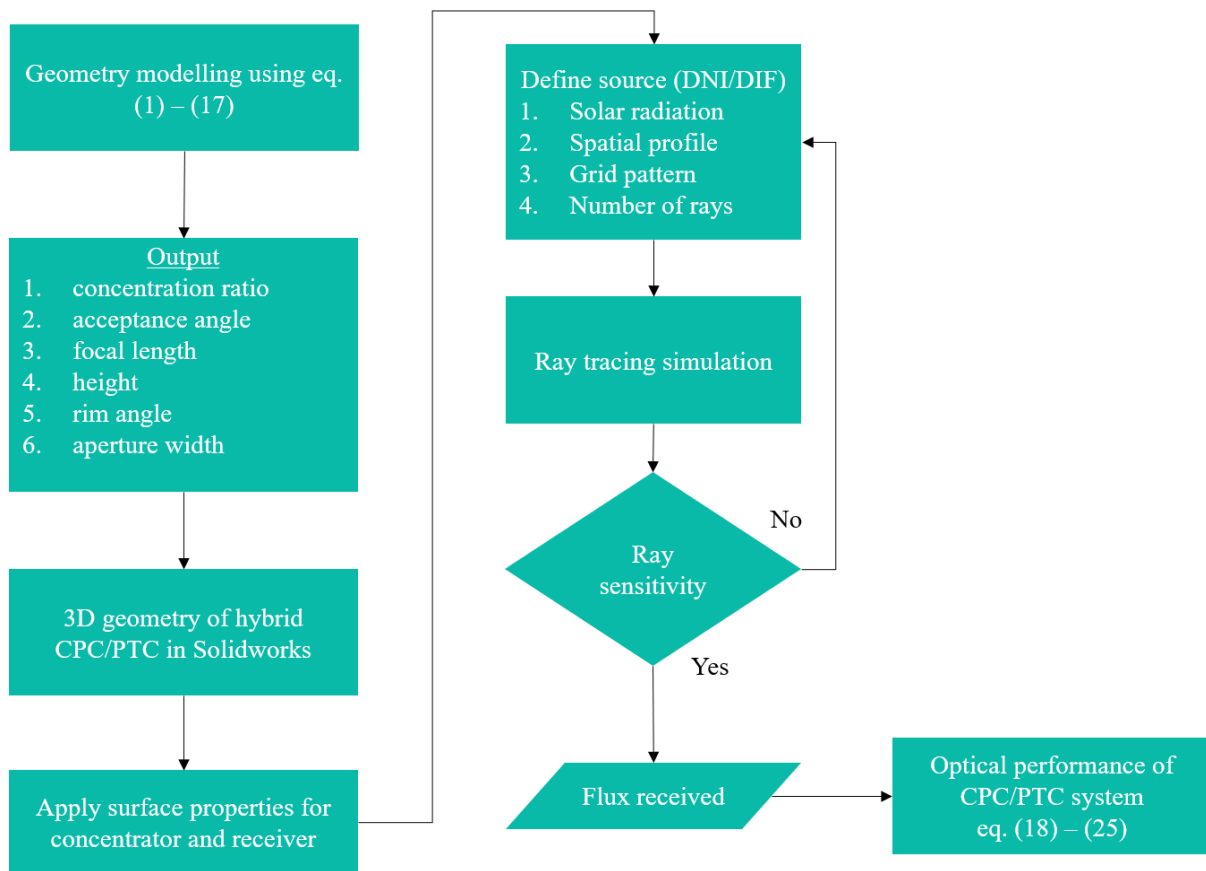 Geometry modelling using eq.
(1) – (17)
Output
1. concentration ratio
2. acceptance angle
3. focal length
4. height
5. rim angle
6. aperture width
3D geometry of hybrid
CPC/PTC in Solidworks
Apply surface properties for
concentrator and receiver
Define source (DNI/DIF)
1. Solar radiation
2. Spatial profile
3. Grid pattern
4. Number of rays
Ray tracing simulation
Ray
sensitivity
No
Yes
Flux received
Optical performance of
CPC/PTC system
eq. (18) – (25)